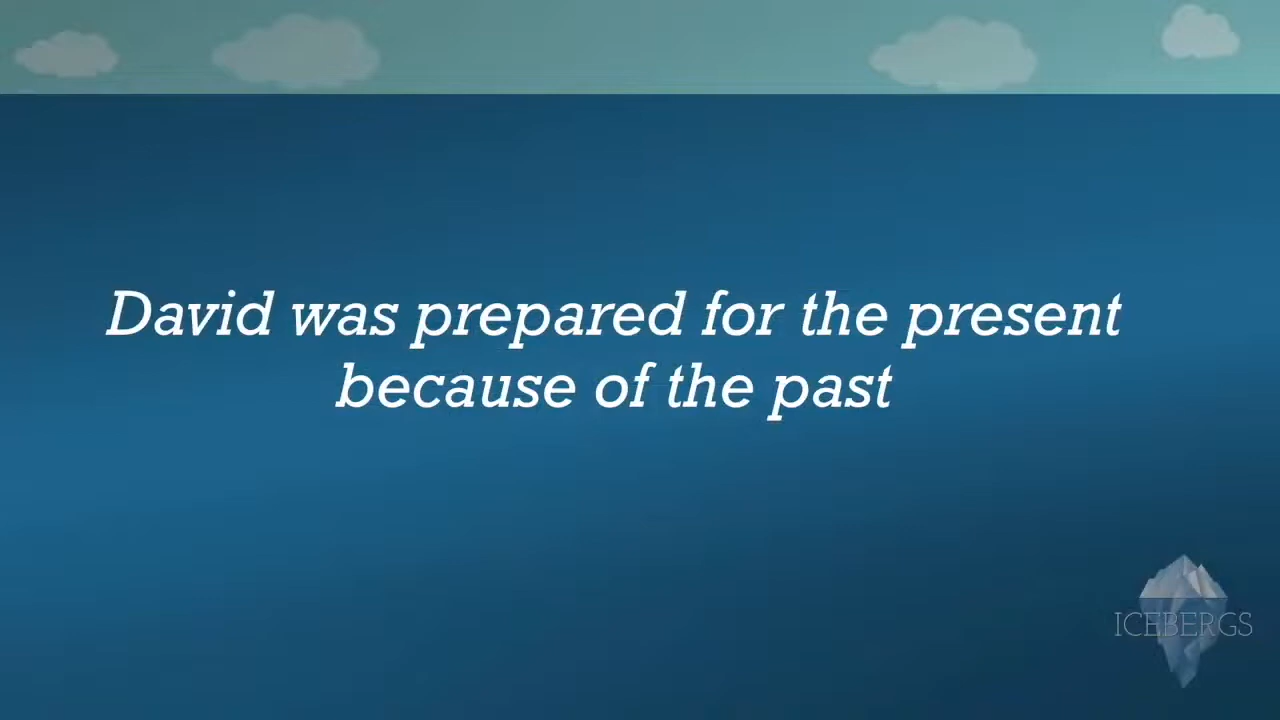 David was prepared for the present
because of the past
ICEBERGS